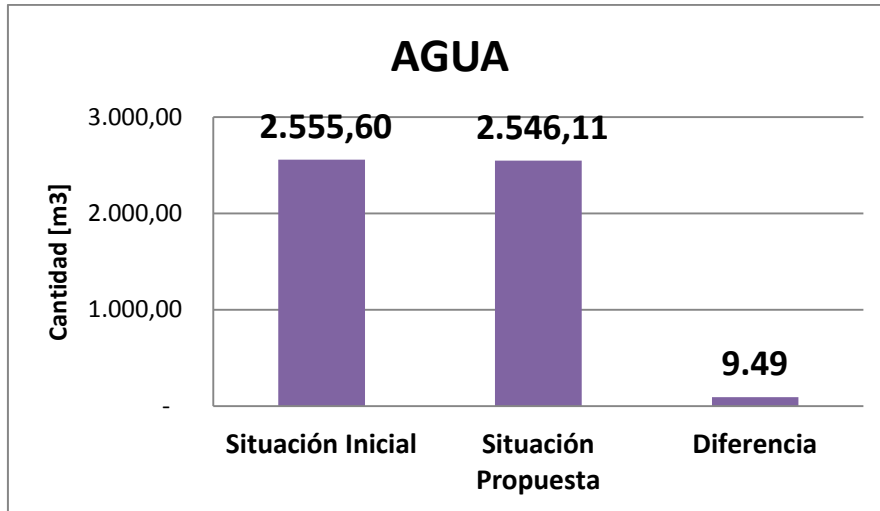 AGUA
3.000,00
2.000,00
1.000,00
-
Cantidad [m3]
2.555,60
2.546,11
9.49
Situación Inicial
Situación
Propuesta
Diferencia